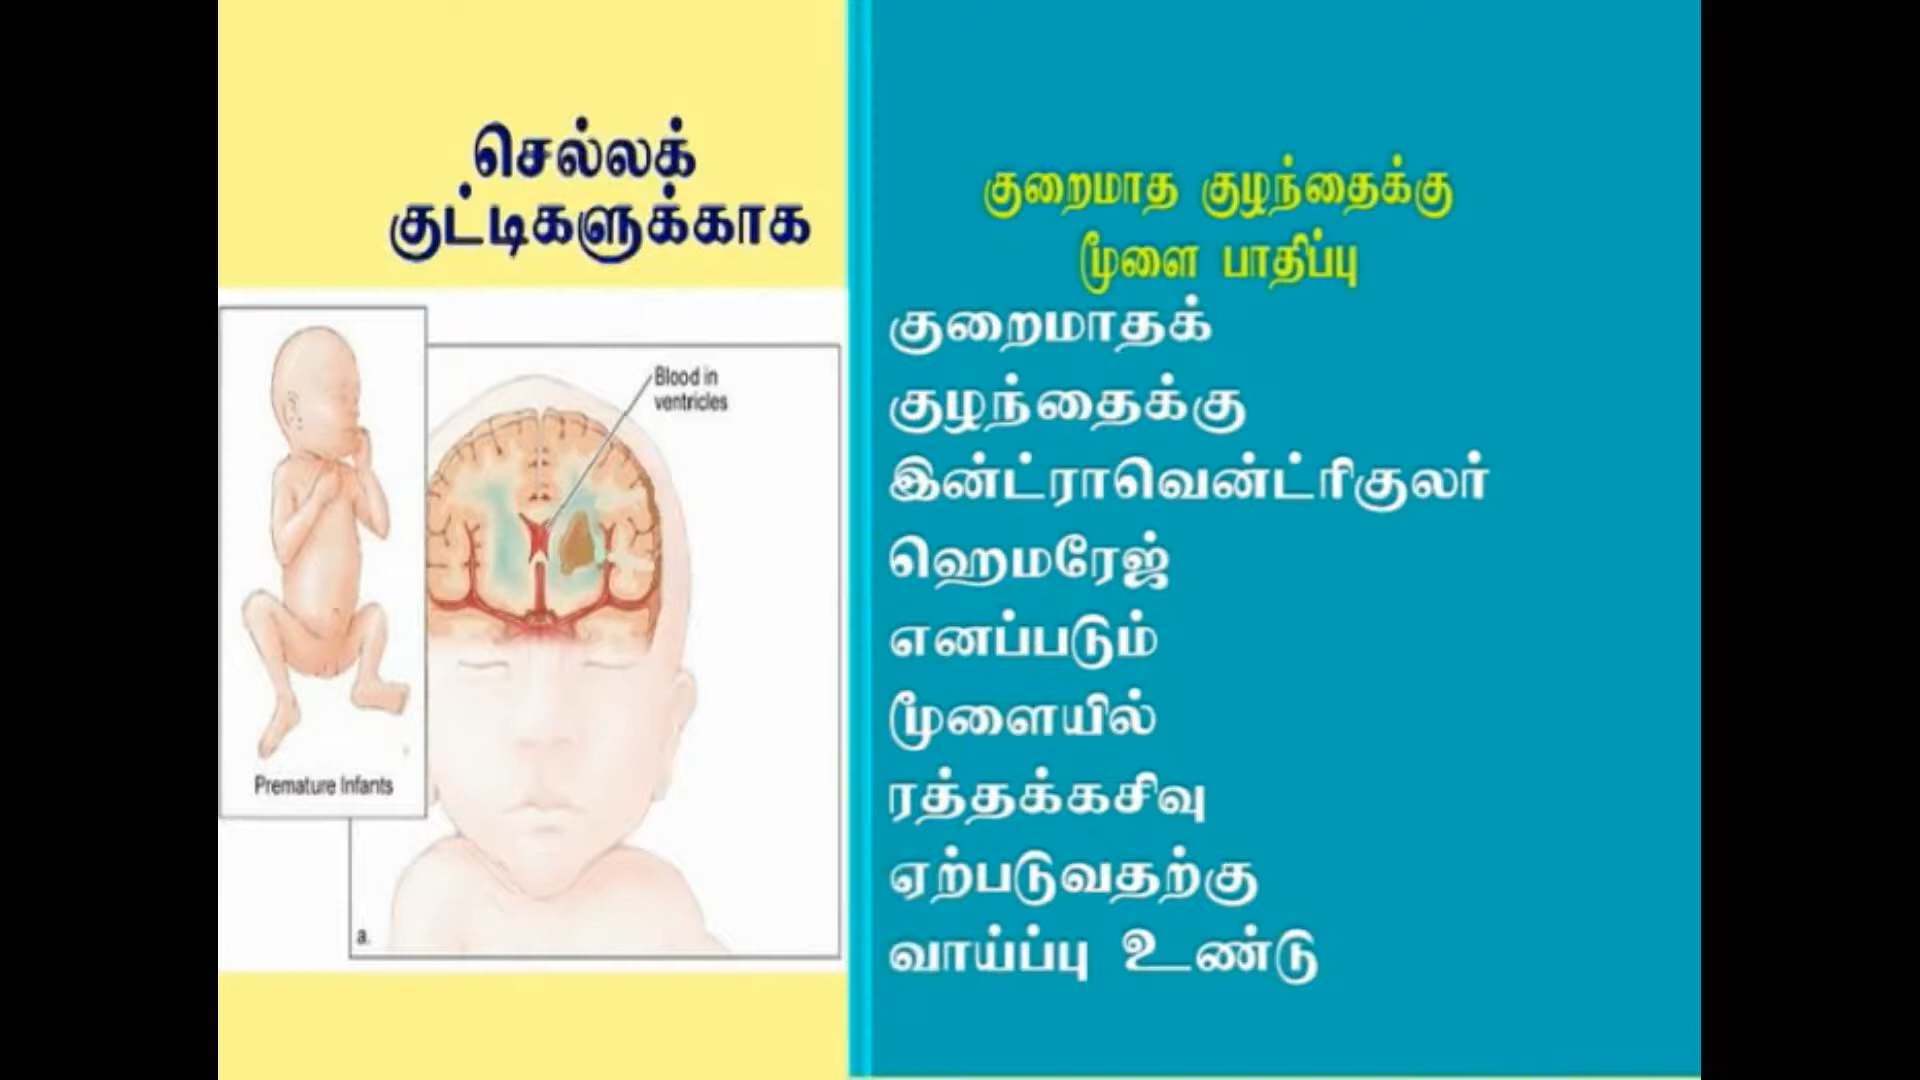 செல்லக்
குட்டிகளுக்காக
Blood in
ventricles
Premature Infants
a.
குறைமாத குழந்தைக்கு
மூளை பாதிப்பு
குறைமாதக்
குழந்தைக்கு
இன்ட்ராவென்ட்ரிகுலர்
ஹெமரேஜ்
எனப்படும்
மூளையில்
ரத்தக்கசிவு
ஏற்படுவதற்கு
வாய்ப்பு உண்டு